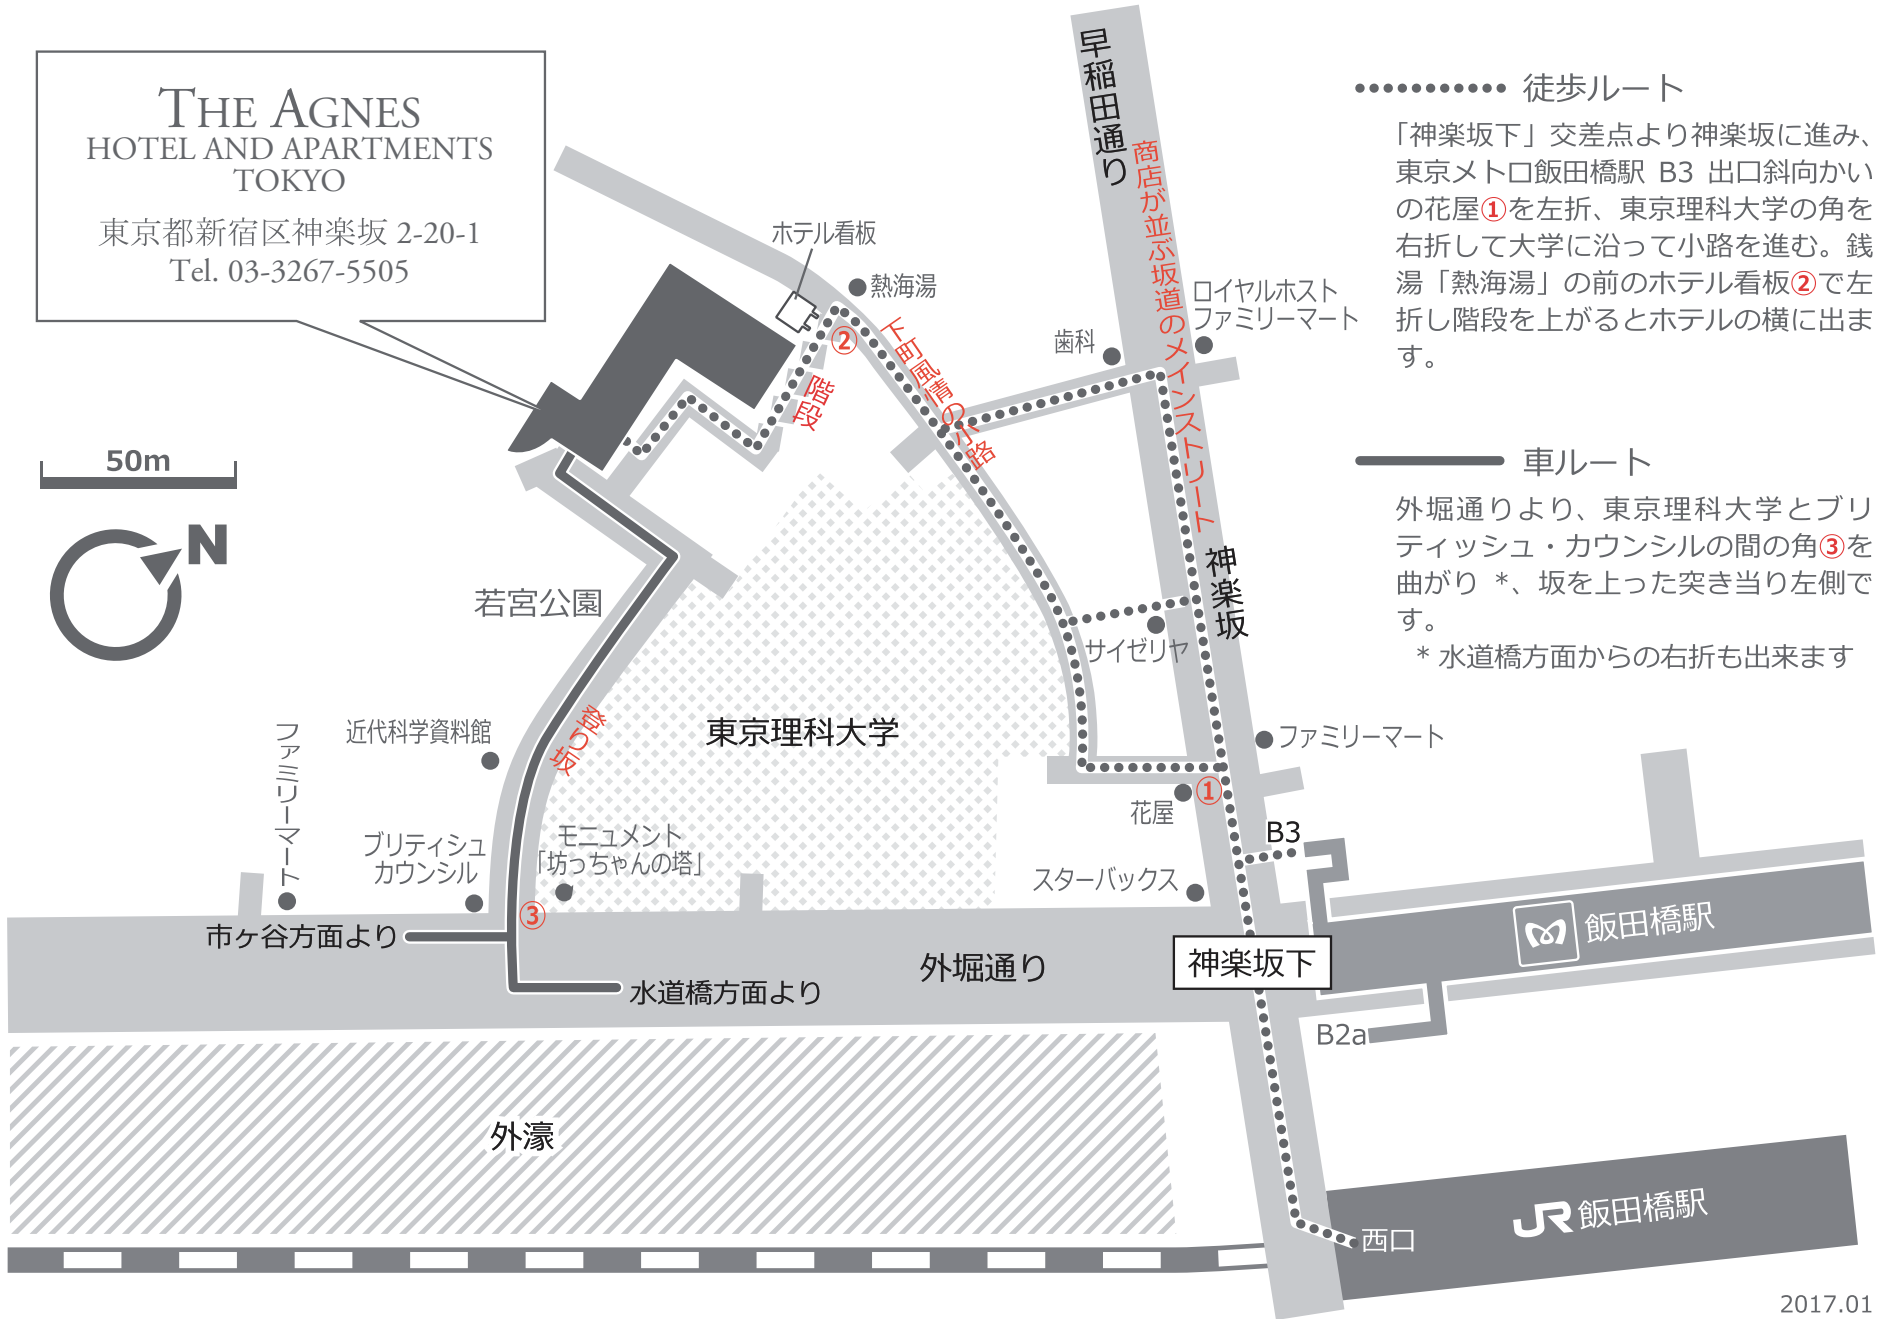 THE AGNES
HOTEL AND APARTMENTS
TOKYO
東京都新宿区神楽坂 2-20-1
Tel. 03-3267-5505
徒歩ルート
「神楽坂下」交差点より神楽坂に進み、
東京メトロ飯田橋駅 B3 出口斜向かい
の花屋①を左折、東京理科大学の角を
右折して大学に沿って小路を進む。銭
湯「熱海湯」の前のホテル看板②で左
折し階段を上がるとホテルの横に出ま
す。
車ルート
外堀通りより、東京理科大学とブリ
ティッシュ・カウンシルの間の角③を
曲がり *、坂を上った突き当り左側で
す。
* 水道橋方面からの右折も出来ます
早稲田通り
商店が並ぶ坂道のメインストリート
ホテル看板
熱海湯
②
下町風情の小路
階段
歯科
ロイヤルホスト
ファミリーマート
50m
N
神楽坂
若宮公園
サイゼリヤ
登り坂
東京理科大学
近代科学資料館
ファミリーマート
ファミリーマート
①
花屋
B3
モニュメント
「坊っちゃんの塔」
ブリティシュ
カウンシル
スターバックス
③
市ヶ谷方面より
水道橋方面より
外堀通り
神楽坂下
飯田橋駅
B2a
外濠
JR 飯田橋駅
西口
2017.01